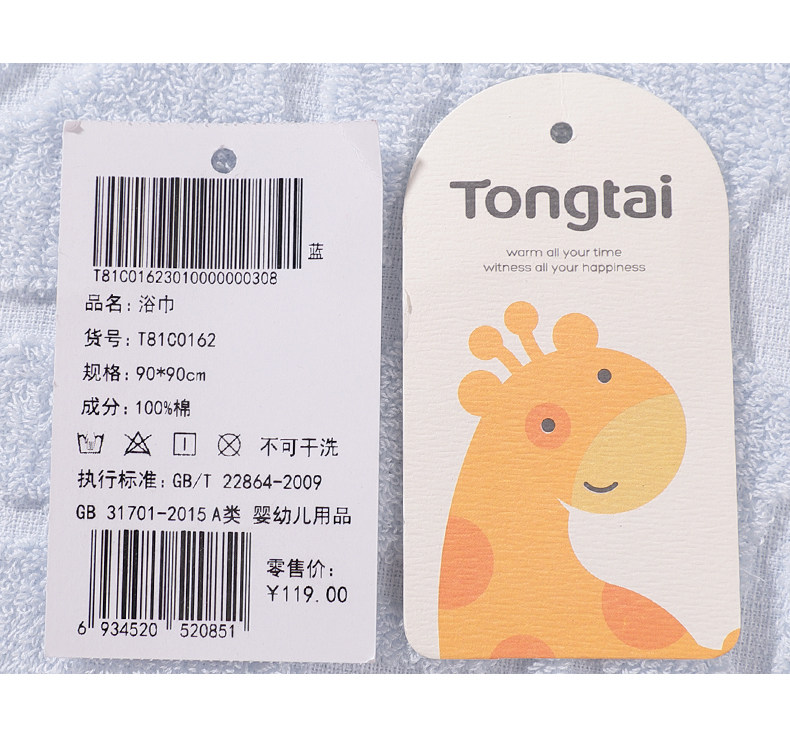 蓝
T81C01623010000000308
品名: 浴巾
货号: T81C0162
规格: 90*90cm
成分: 100%棉
不可干洗
执行标准: GB/T 22864-2009
GB 31701-2015 A类 婴幼儿用品
零售价:
¥119.00
6 934520 520851
Tongtai
warm all your time
witness all your happiness